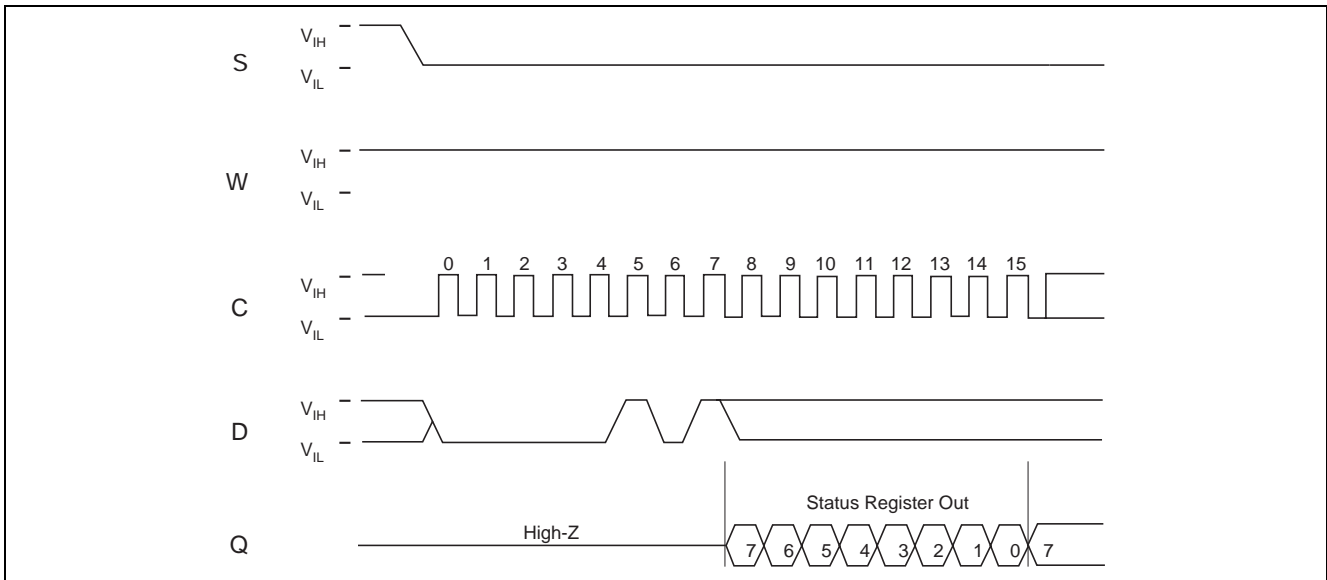 S
V_IH
V_IL
W
V_IH
V_IL
0 1 2 3 4 5 6 7 8 9 10 11 12 13 14 15
C
V_IH
V_IL
D
V_IH
V_IL
Status Register Out
Q
High-Z
7 6 5 4 3 2 1 0 7